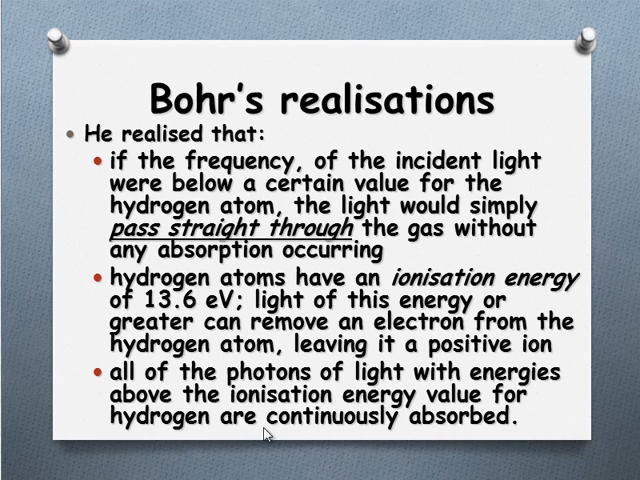 Bohr's realisations
• He realised that:
• if the frequency, of the incident light
were below a certain value for the
hydrogen atom, the light would simply
pass straight through the gas without
any absorption occurring
• hydrogen atoms have an ionisation energy
of 13.6 eV; light of this energy or
greater can remove an electron from the
hydrogen atom, leaving it a positive ion
• all of the photons of light with energies
above the ionisation energy value for
hydrogen are continuously absorbed.